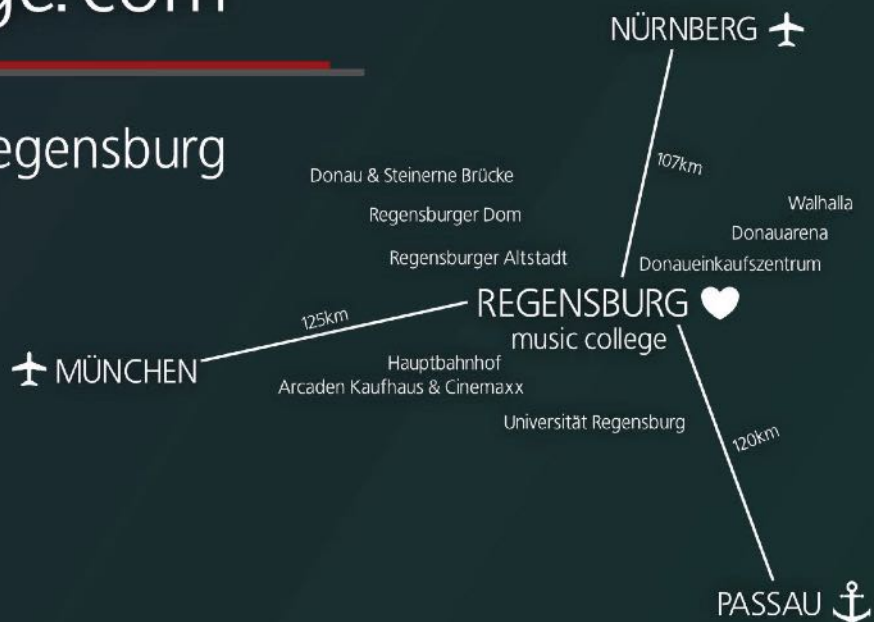 ge.com
egensburg
NÜRNBERG
107km
Donau & Steinerne Brücke
Regensburger Dom
Regensburger Altstadt
Walhalla
Donauarena
Donaueinkaufszentrum
REGENSBURG
music college
125km
MÜNCHEN
Hauptbahnhof
Arcaden Kaufhaus & Cinemaxx
Universität Regensburg
120km
PASSAU